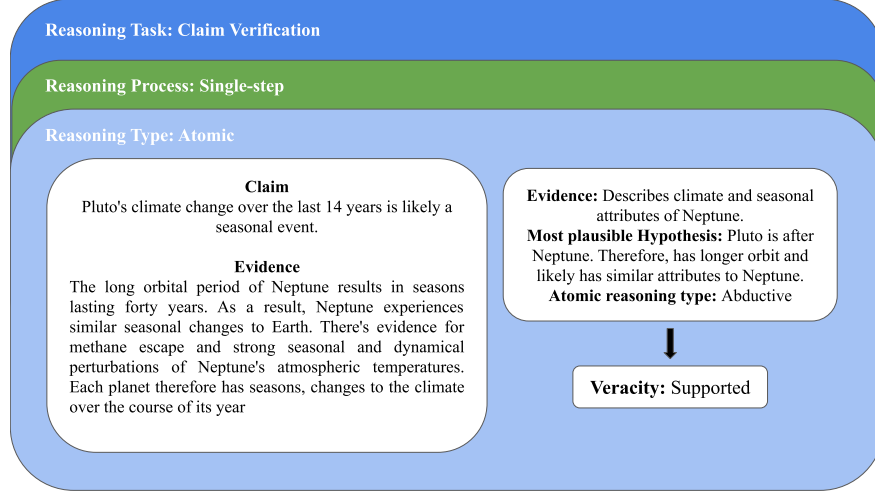 Reasoning Task: Claim Verification
Reasoning Process: Single-step
Reasoning Type: Atomic
Claim
Pluto's climate change over the last 14 years is likely a
seasonal event.
Evidence
The long orbital period of Neptune results in seasons
lasting forty years. As a result, Neptune experiences
similar seasonal changes to Earth. There's evidence for
methane escape and strong seasonal and dynamical
perturbations of Neptune's atmospheric temperatures.
Each planet therefore has seasons, changes to the climate
over the course of its year
Evidence: Describes climate and seasonal
attributes of Neptune.
Most plausible Hypothesis: Pluto is after
Neptune. Therefore, has longer orbit and
likely has similar attributes to Neptune.
Atomic reasoning type: Abductive
Veracity: Supported